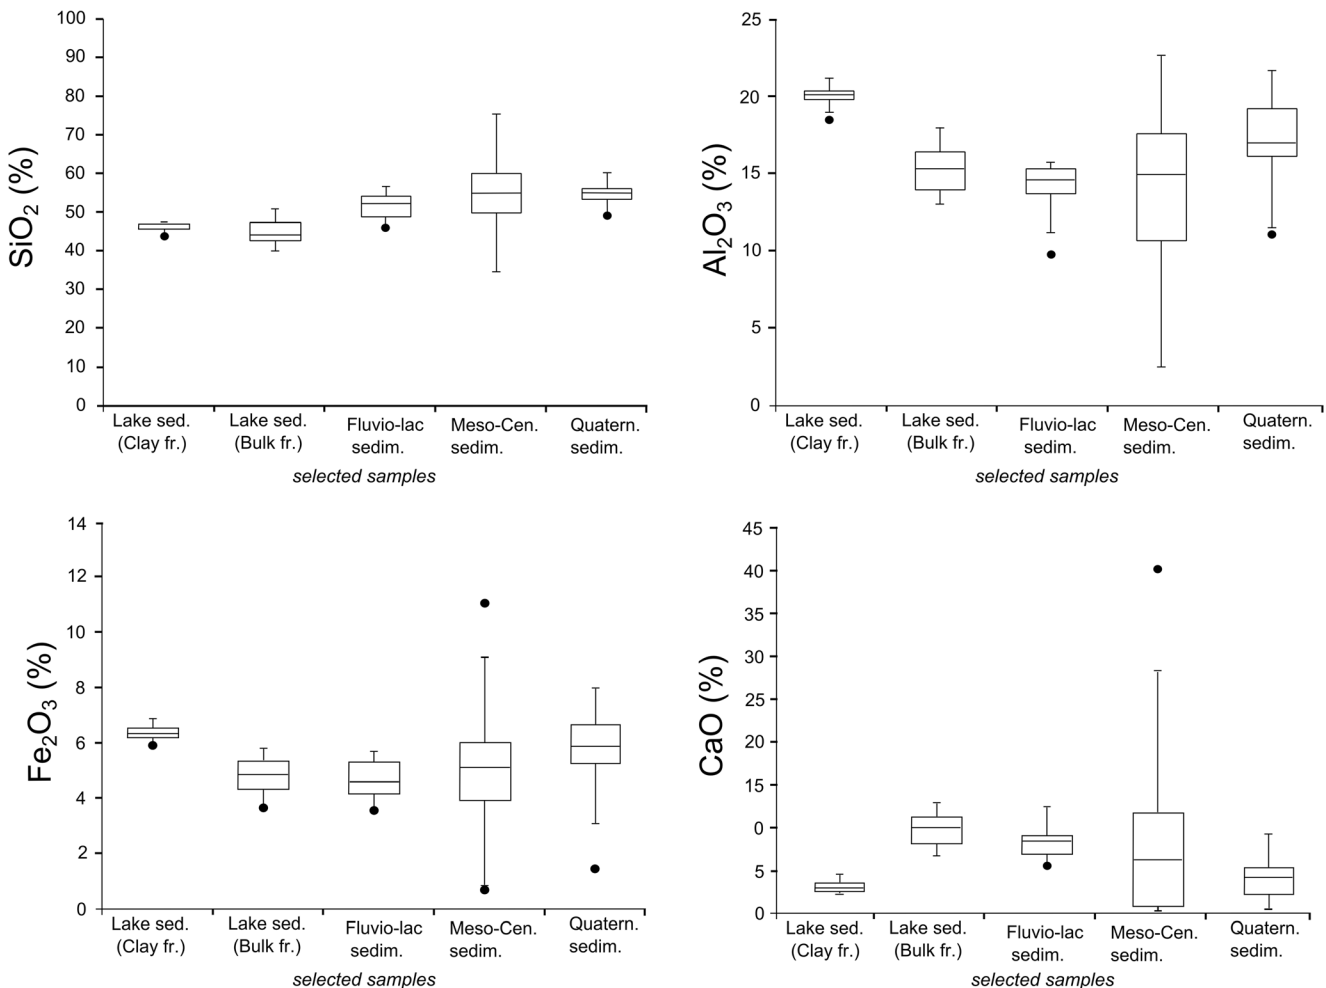 SiO2 (%)
100
90
80
70
60
50
40
30
20
10
0
Lake sed.
(Clay fr.)
Lake sed.
(Bulk fr.)
Fluvio-lac
sedim.
Meso-Cen.
sedim.
Quatern.
sedim.
selected samples
Al2O3 (%)
25
20
15
10
5
0
Lake sed.
(Clay fr.)
Lake sed.
(Bulk fr.)
Fluvio-lac
sedim.
Meso-Cen.
sedim.
Quatern.
sedim.
selected samples
Fe2O3 (%)
14
12
10
8
6
4
2
0
Lake sed.
(Clay fr.)
Lake sed.
(Bulk fr.)
Fluvio-lac
sedim.
Meso-Cen.
sedim.
Quatern.
sedim.
selected samples
CaO (%)
45
40
35
30
25
20
15
0
5
0
Lake sed.
(Clay fr.)
Lake sed.
(Bulk fr.)
Fluvio-lac
sedim.
Meso-Cen.
sedim.
Quatern.
sedim.
selected samples